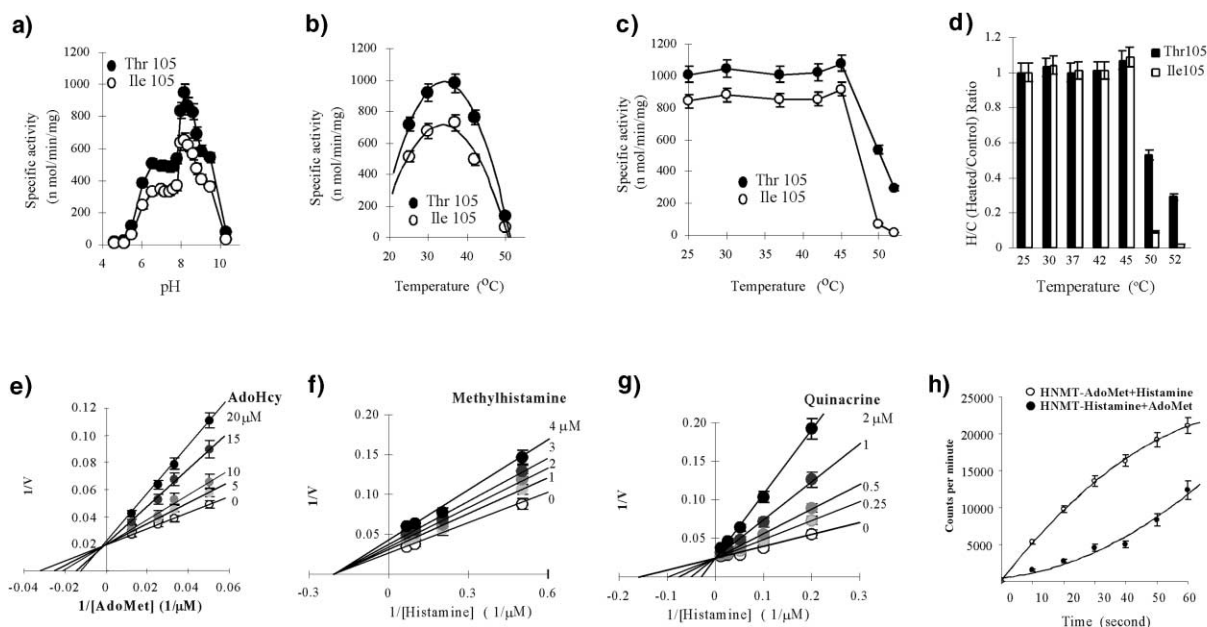 a)
1200
1000
800
600
400
200
0
4 6 8 10
Thr 105
Ile 105
Specific activity
(n mol/min/mg)
pH
b)
1200
1000
800
600
400
200
0
20 30 40 50
Thr 105
Ile 105
Specific activity
(n mol/min/mg)
Temperature (OC)
c)
1200
1000
800
600
400
200
0
25 30 35 40 45 50
Thr 105
Ile 105
Specific activity
(n mol/min/mg)
Temperature (OC)
d)
1.2
1
0.8
0.6
0.4
0.2
0
25 30 37 42 45 50 52
Thr105
Ile105
H/C (Heated/Control) Ratio
Temperature (°C)
e)
AdoHcy
20 μM
15
10
5
0
0.12
0.10
0.08
0.06
0.04
0.02
-0.04 -0.02 0.00 0.02 0.04 0.06
1/V
1/[AdoMet] (1/μM)
f)
Methylhistamine
4 μM
3
2
1
0
0.20
0.15
0.10
0.05
-0.3 0 0.3 0.6
1/V
1/[Histamine] ( 1/μM)
g)
Quinacrine
2 μM
1
0.5
0.25
0
0.20
0.15
0.10
0.05
0.00
-0.2 -0.1 0 0.1 0.2 0.3
1/V
1/[Histamine] ( 1/μM)
h)
HNMT-AdoMet+Histamine
HNMT-Histamine+AdoMet
25000
20000
15000
10000
5000
0 10 20 30 40 50 60
Counts per minute
Time (second)